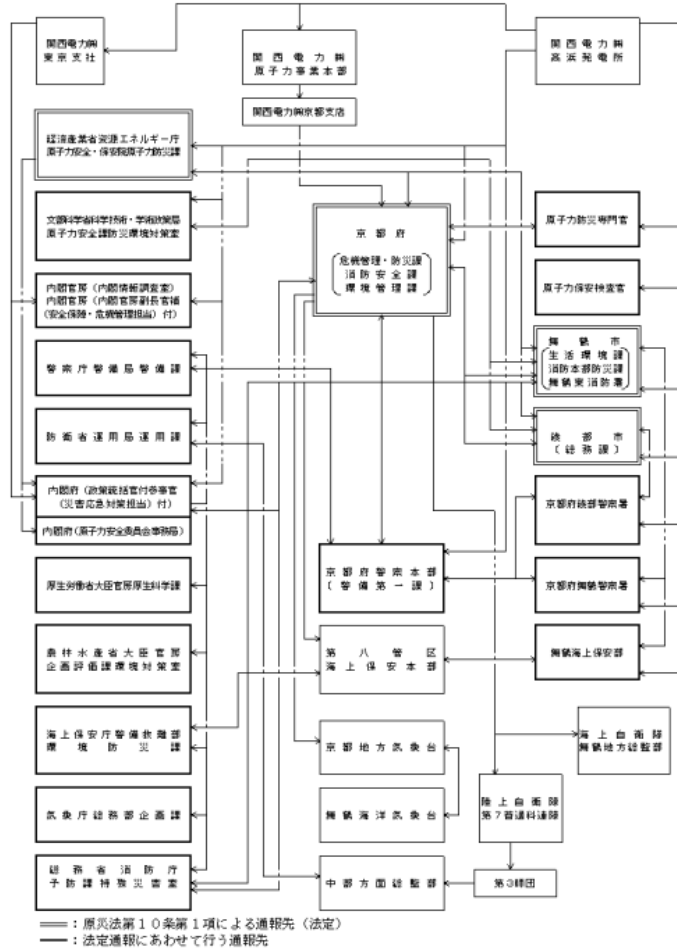 関西電力㈱
東京支社
関西電力㈱
原子力事業本部
関西電力㈱
高浜発電所
関西電力㈱京都支店
経済産業省資源エネルギー庁
原子力安全・保安院原子力防災課
文部科学省科学技術・学術政策局
原子力安全課防災環境対策室
京都府
危機管理・防災課
消防安全課
環境管理課
原子力防災専門官
内閣官房（内閣情報調査室）
内閣官房（内閣官房副長官補
（安全保障・危機管理担当）付）
原子力保安検査官
舞鶴市
生活環境課
消防本部防災課
舞鶴東消防署
警察庁警備局警備課
防衛省運用局運用課
綾部市
（総務課）
内閣府（政策統括官付参事官
（災害応急対策担当）付）
内閣府（原子力安全委員会事務局）
京都府綾部警察署
厚生労働省大臣官房厚生科学課
京都府警察本部
（警備第一課）
京都府舞鶴警察署
農林水産省大臣官房
企画評価課環境対策室
第八管区
海上保安本部
舞鶴海上保安部
海上保安庁警備救難部
環境防災課
京都地方気象台
海上自衛隊
舞鶴地方総監部
気象庁総務部企画課
舞鶴海洋気象台
陸上自衛隊
第７普通科連隊
総務省消防庁
予防課特殊災害室
中部方面総監部
第３師団
：原災法第１０条第１項による通報先（法定）
：法定通報にあわせて行う通報先